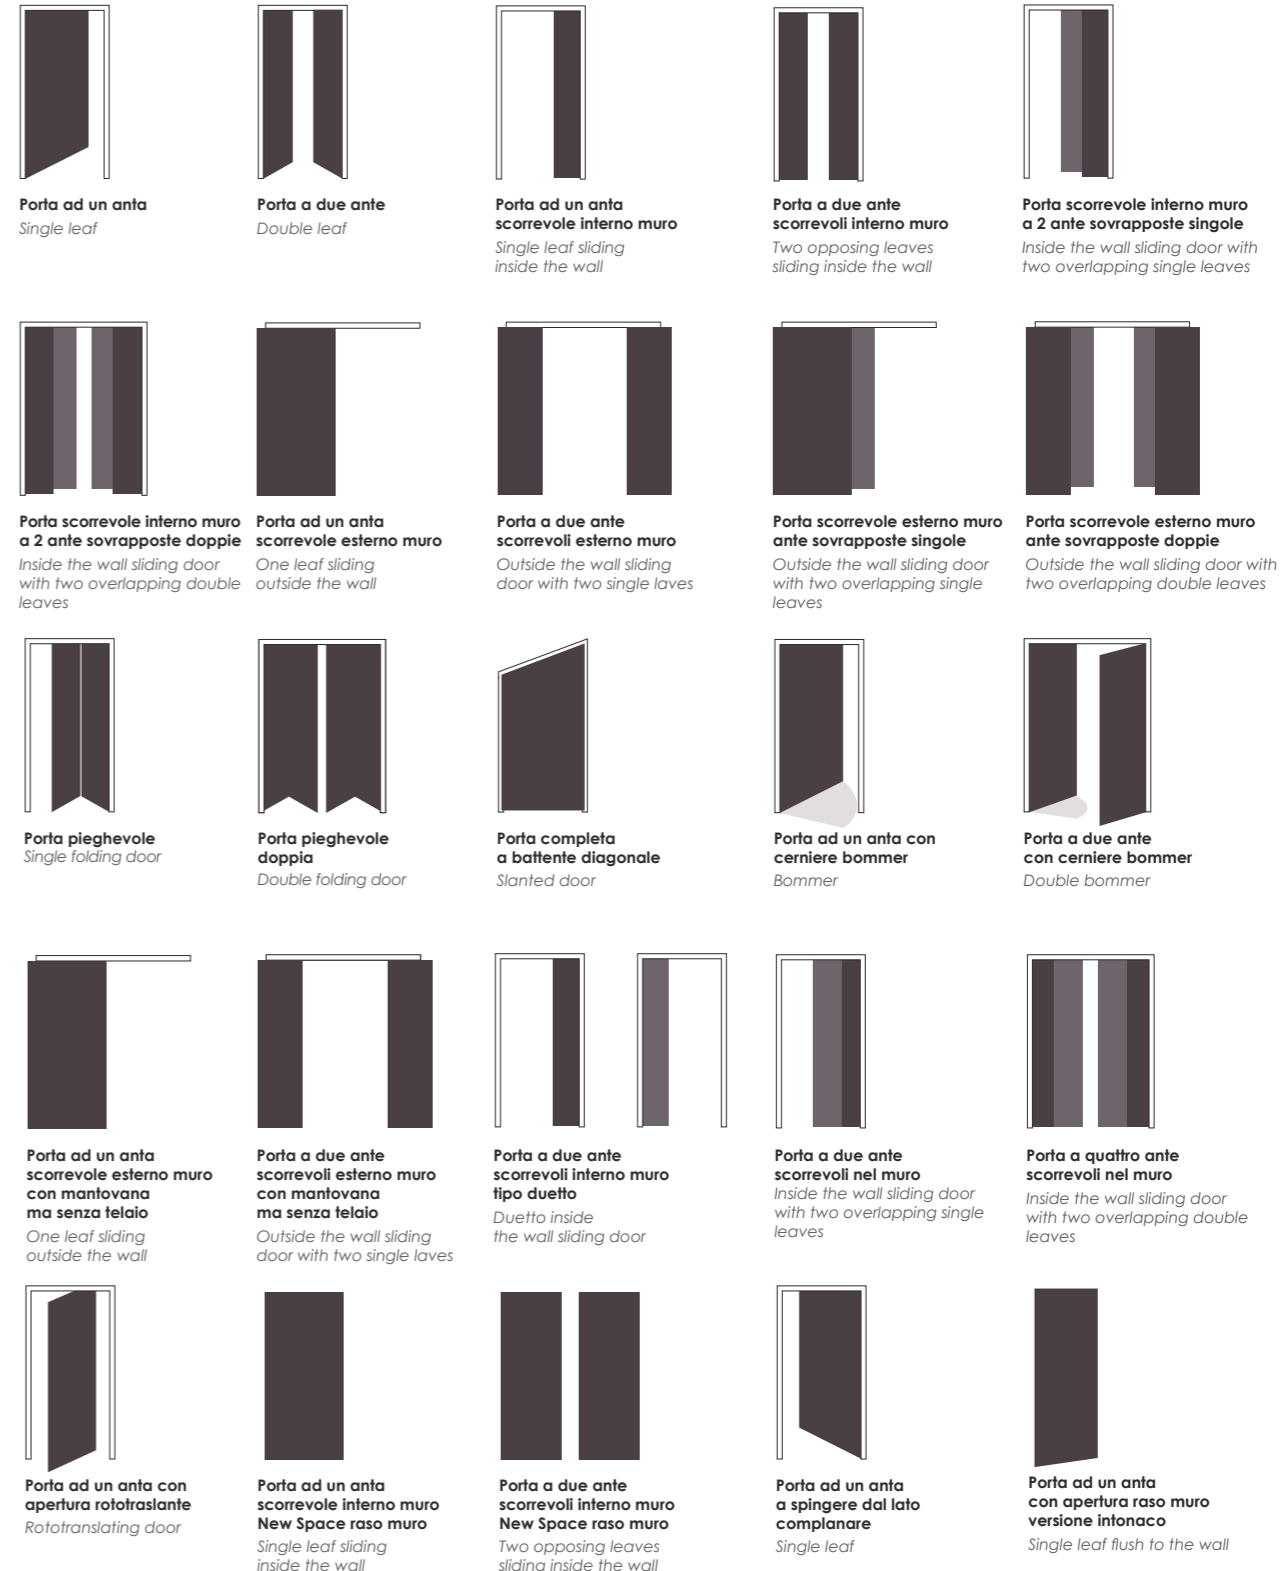 Porta ad un anta
Single leaf
Porta a due ante
Double leaf
Porta ad un anta
scorrevole interno muro
Single leaf sliding
inside the wall
Porta a due ante
scorrevoli interno muro
Two opposing leaves
sliding inside the wall
Porta scorrevole interno muro
a 2 ante sovrapposte singole
Inside the wall sliding door with
two overlapping single leaves
Porta scorrevole interno muro
a 2 ante sovrapposte doppie
Inside the wall sliding door
with two overlapping double
leaves
Porta ad un anta
scorrevole esterno muro
One leaf sliding
outside the wall
Porta a due ante
scorrevoli esterno muro
Outside the wall sliding
door with two single laves
Porta scorrevole esterno muro
ante sovrapposte singole
Outside the wall sliding door
with two overlapping single
leaves
Porta scorrevole esterno muro
ante sovrapposte doppie
Outside the wall sliding door with
two overlapping double leaves
Porta pieghevole
Single folding door
Porta pieghevole
doppia
Double folding door
Porta completa
a battente diagonale
Slanted door
Porta ad un anta con
cerniere bommer
Bommer
Porta a due ante
con cerniere bommer
Double bommer
Porta ad un anta
scorrevole esterno muro
con mantovana
ma senza telaio
One leaf sliding
outside the wall
Porta a due ante
scorrevoli esterno muro
con mantovana
ma senza telaio
Outside the wall sliding
door with two single laves
Porta a due ante
scorrevoli interno muro
tipo duetto
Duetto inside
the wall sliding door
Porta a due ante
scorrevoli nel muro
Inside the wall sliding door
with two overlapping single
leaves
Porta a quattro ante
scorrevoli nel muro
Inside the wall sliding door
with two overlapping double
leaves
Porta ad un anta con
apertura rototraslante
Rototranslating door
Porta ad un anta
scorrevole interno muro
New Space raso muro
Single leaf sliding
inside the wall
Porta a due ante
scorrevoli interno muro
New Space raso muro
Two opposing leaves
sliding inside the wall
Porta ad un anta
a spingere dal lato
complanare
Single leaf
Porta ad un anta
con apertura raso muro
versione intonaco
Single leaf flush to the wall